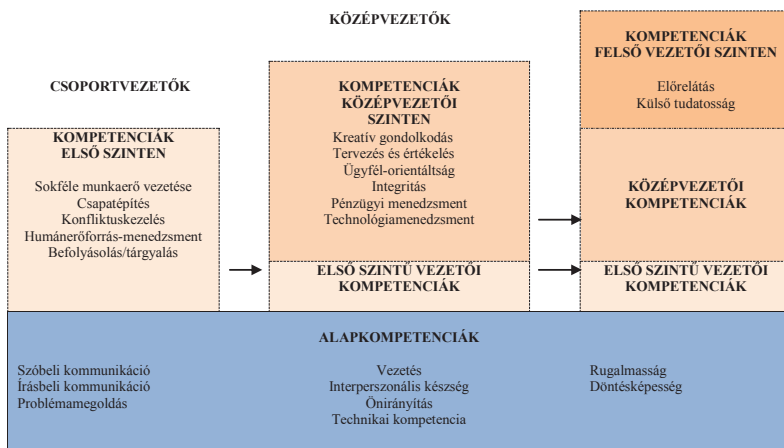 CSOPORTVEZETŐK
KOMPETENCIÁK
ELSŐ SZINTEN
Sokféle munkaerő vezetése
Csapatépítés
Konfliktuskezelés
Humánerőforrás-menedzsment
Befolyásolás/tárgyalás
KÖZÉPVEZETŐK
KOMPETENCIÁK
KÖZÉPVEZETŐI
SZINTEN
Kreatív gondolkodás
Tervezés és értékelés
Ügyfél-orientáltság
Integritás
Pénzügyi menedzsment
Technológiamenedzsment
ELSŐ SZINTŰ VEZETŐI
KOMPETENCIÁK
KOMPETENCIÁK
FELSŐ VEZETŐI SZINTEN
Előrelátás
Külső tudatosság
KÖZÉPVEZETŐI
KOMPETENCIÁK
ELSŐ SZINTŰ VEZETŐI
KOMPETENCIÁK
ALAPKOMPETENCIÁK
Szóbeli kommunikáció
Írásbeli kommunikáció
Problémamegoldás
Vezetés
Interperszonális készség
Önirányítás
Technikai kompetencia
Rugalmasság
Döntésképesség